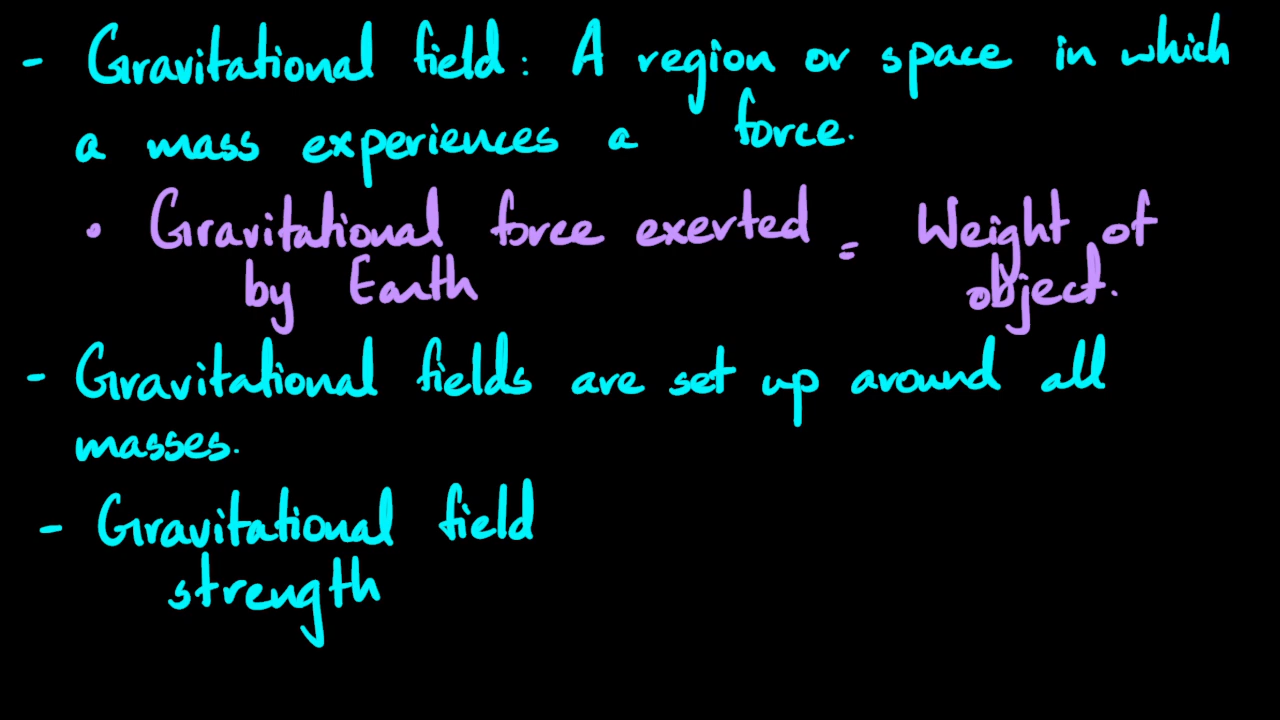 - Gravitational field: A region or space in which
a mass experiences a force.
• Gravitational force exerted = Weight of
by Earth object.
- Gravitational fields are set up around all
masses.
- Gravitational field
strength